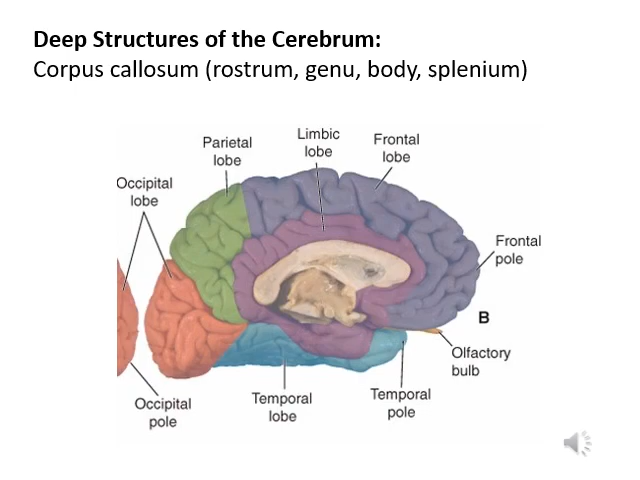 Deep Structures of the Cerebrum:
Corpus callosum (rostrum, genu, body, splenium)
Limbic
lobe
Parietal
lobe
Frontal
lobe
Occipital
lobe
Frontal
pole
B
Olfactory
bulb
Temporal
lobe
Temporal
pole
Occipital
pole